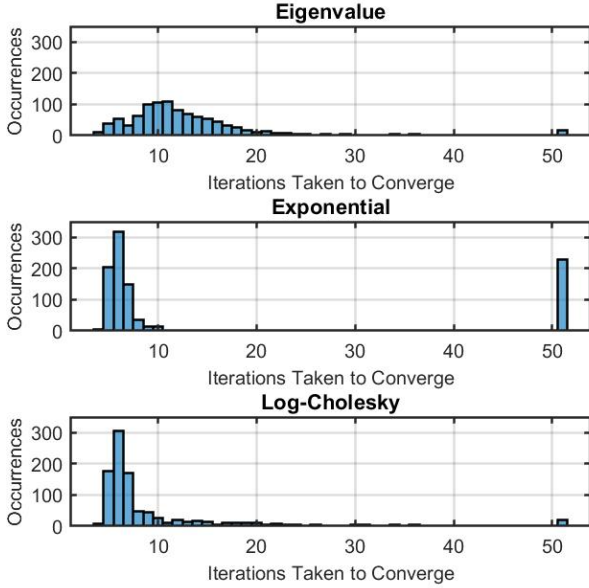 Eigenvalue
300
200
100
0
Occurrences
10 20 30 40 50
Iterations Taken to Converge
Exponential
300
200
100
0
Occurrences
10 20 30 40 50
Iterations Taken to Converge
Log-Cholesky
300
200
100
0
Occurrences
10 20 30 40 50
Iterations Taken to Converge